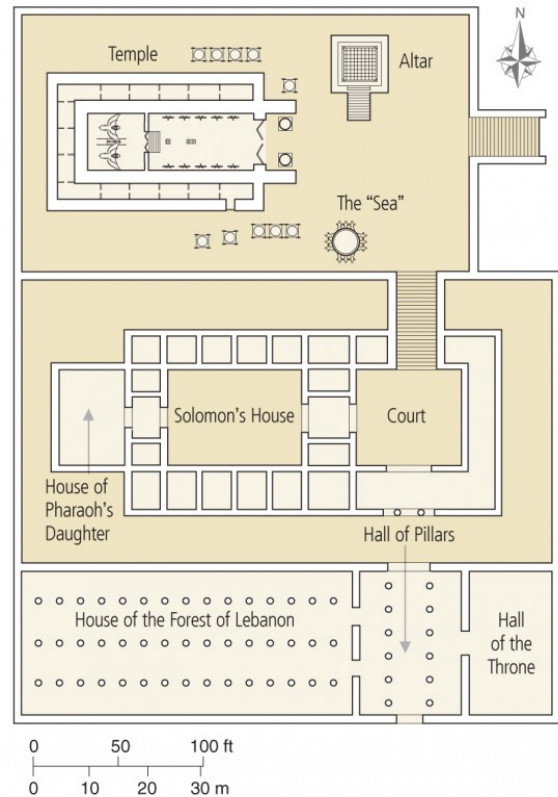 N
Temple
Altar
The “Sea”
Solomon’s House
Court
House of
Pharaoh’s
Daughter
Hall of Pillars
House of the Forest of Lebanon
Hall
of the
Throne
0 50 100 ft
0 10 20 30 m